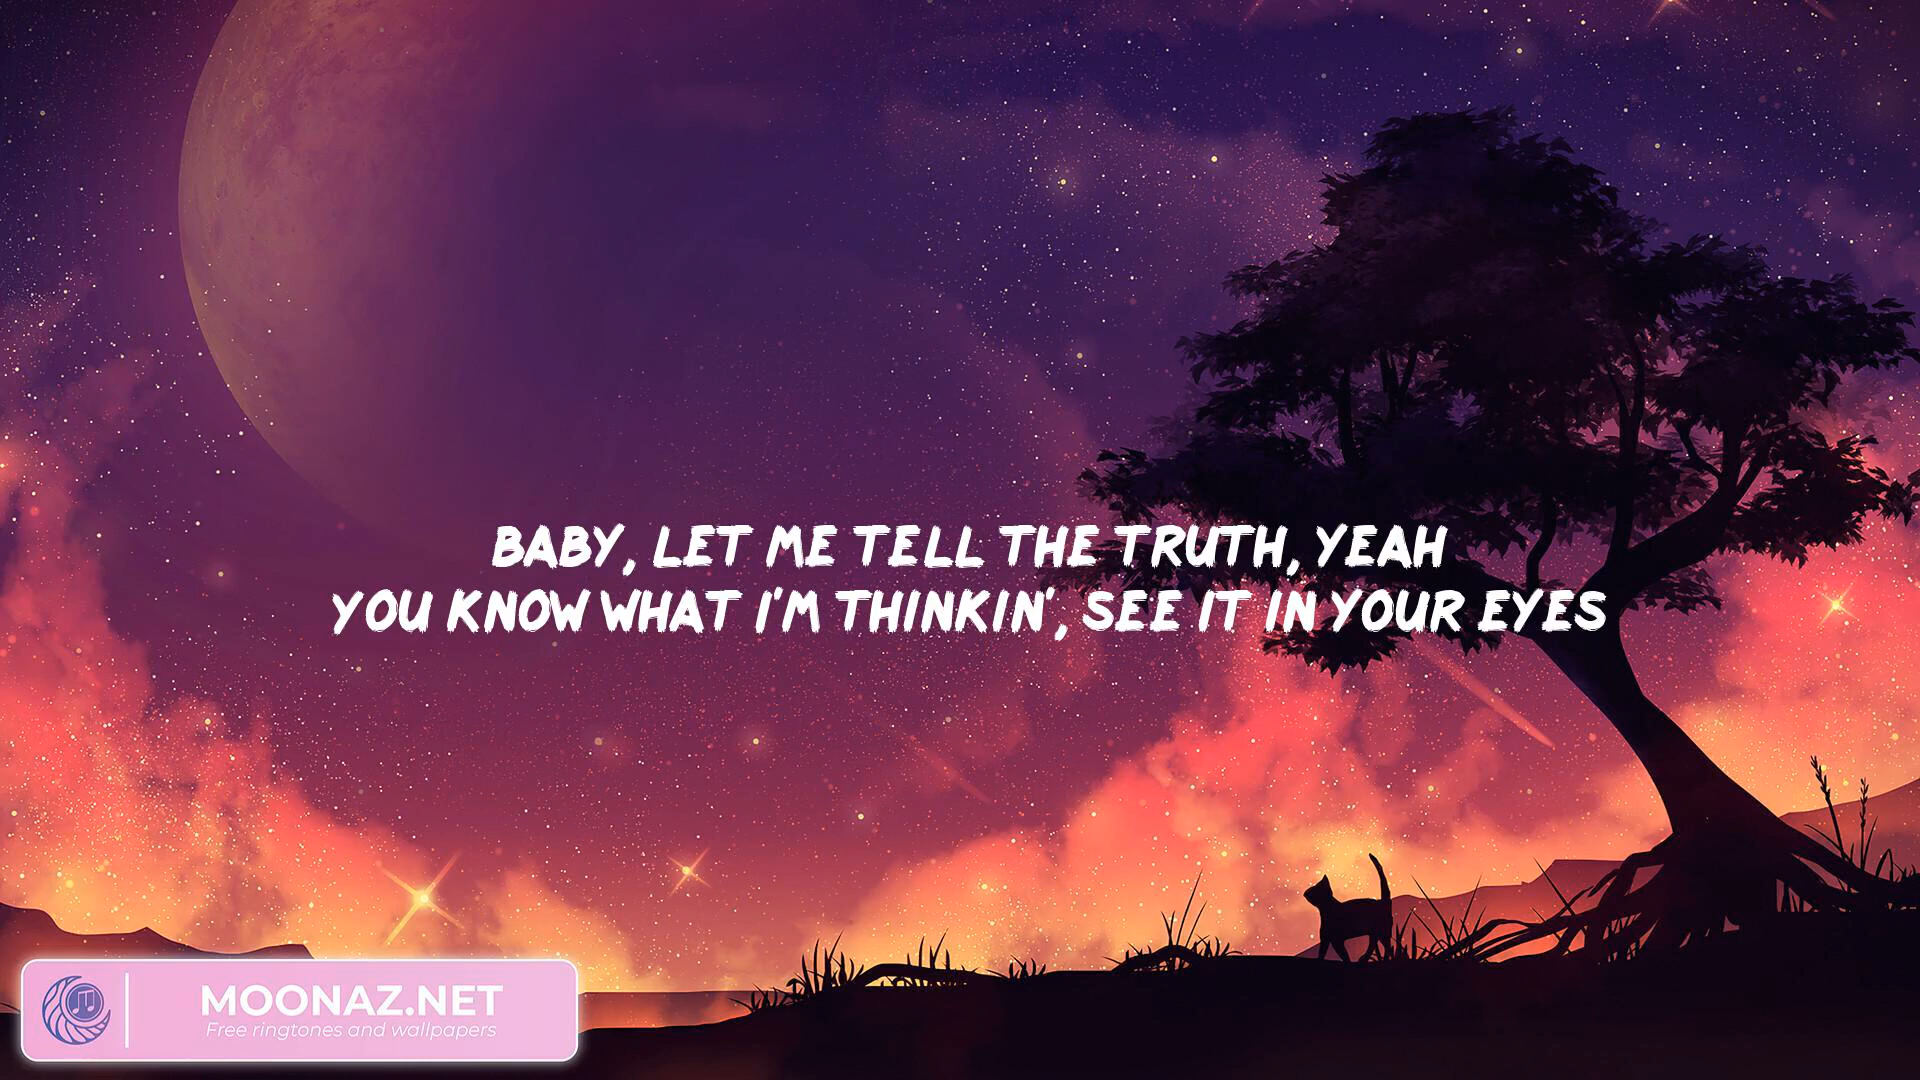 BABY, LET ME TELL THE TRUTH, YEAH
YOU KNOW WHAT I'M THINKIN', SEE IT IN YOUR EYES
MOONAZ.NET
Free ringtones and wallpapers